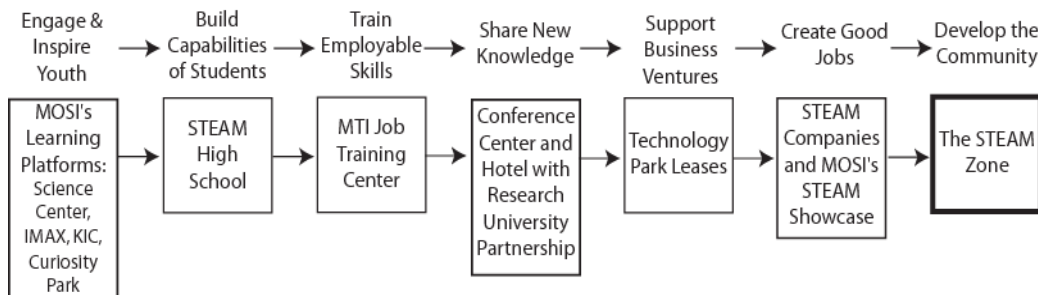 Engage &
Inspire
Youth
Build
Capabilities
of Students
Train
Employable
Skills
Share New
Knowledge
Support
Business
Ventures
Create Good
Jobs
Develop the
Community
MOSI's
Learning
Platforms:
Science
Center,
IMAX, KIC,
Curiosity
Park
STEAM
High
School
MTI Job
Training
Center
Conference
Center and
Hotel with
Research
University
Partnership
Technology
Park Leases
STEAM
Companies
and MOSI's
STEAM
Showcase
The STEAM
Zone